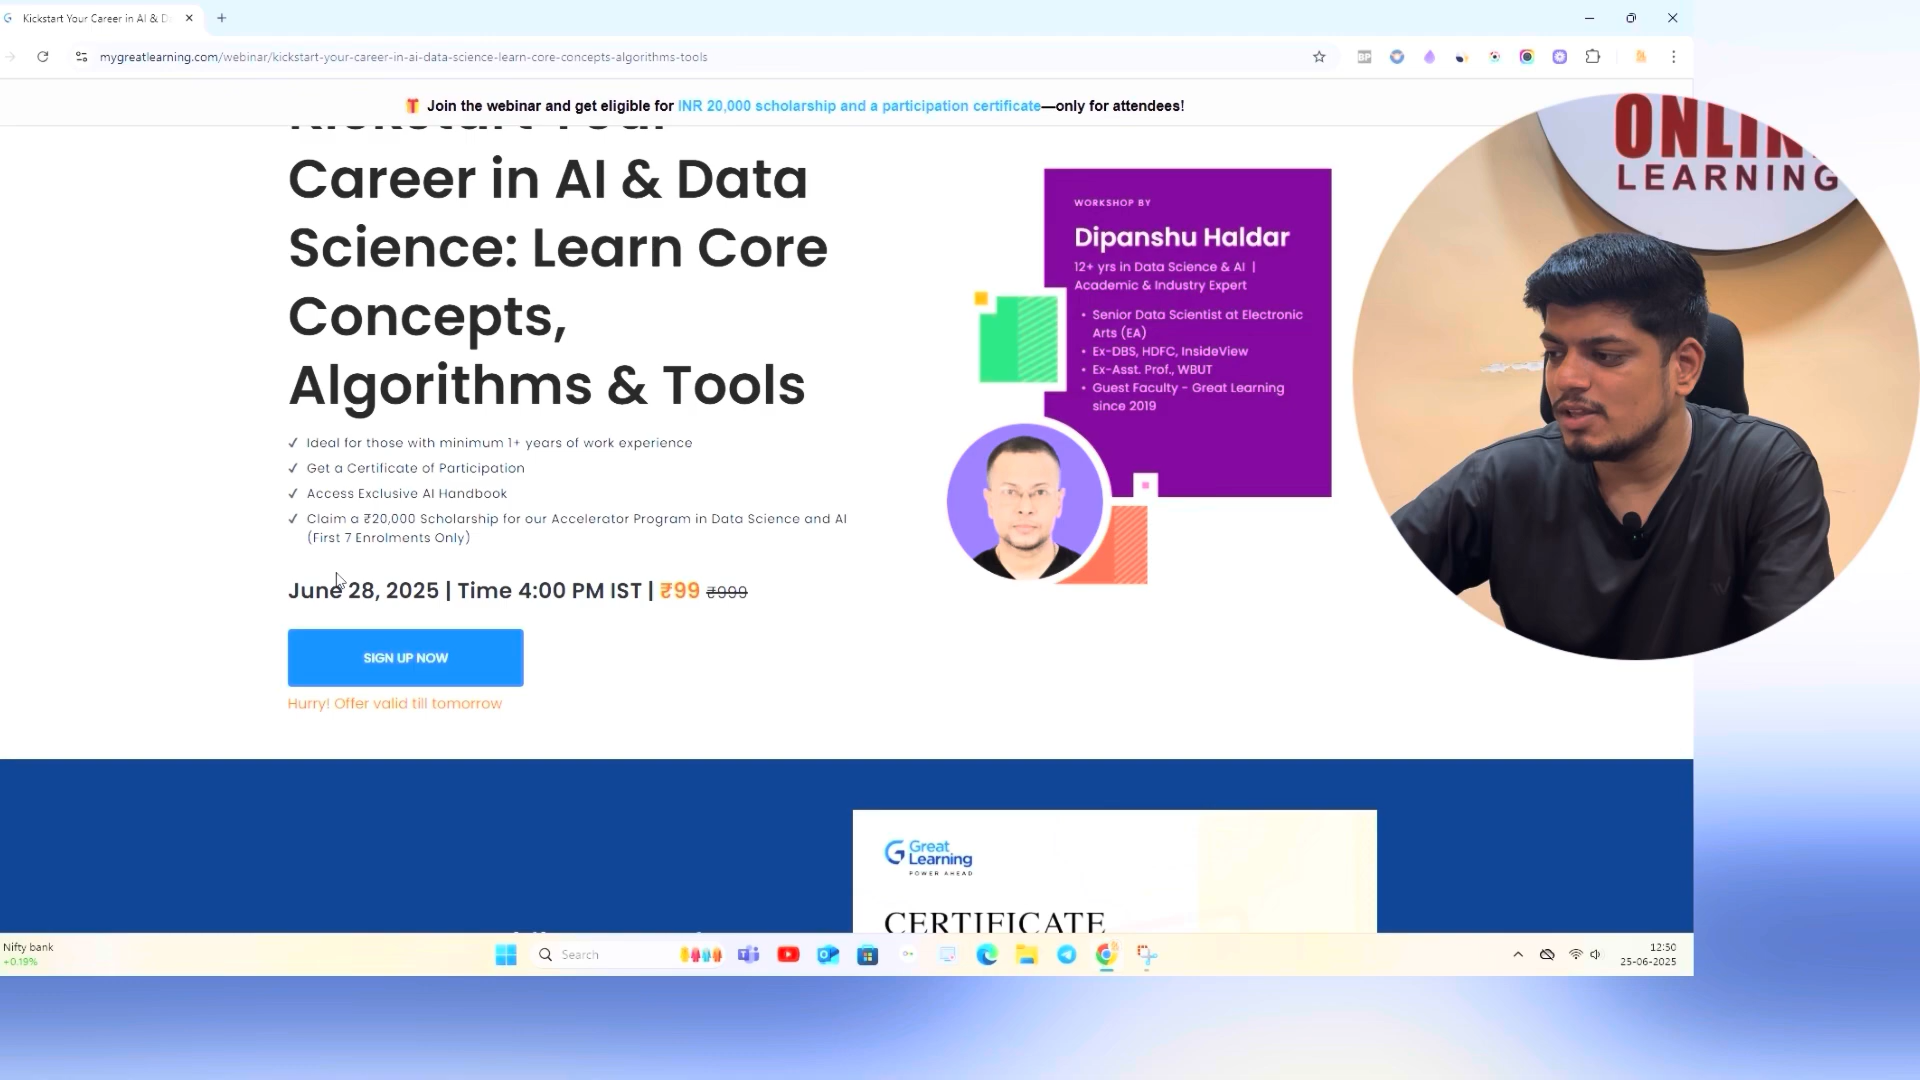 Kickstart Your Career in AI & D
mygreatlearning.com/webinar/kickstart-your-career-in-ai-data-science-learn-core-concepts-algorithms-tools
Join the webinar and get eligible for INR 20,000 scholarship and a participation certificate—only for attendees!
Kickstart Your
Career in AI & Data
Science: Learn Core
Concepts,
Algorithms & Tools
✓ Ideal for those with minimum 1+ years of work experience
✓ Get a Certificate of Participation
✓ Access Exclusive AI Handbook
✓ Claim a ₹20,000 Scholarship for our Accelerator Program in Data Science and AI
(First 7 Enrolments Only)
June 28, 2025 | Time 4:00 PM IST | ₹99 ₹999
SIGN UP NOW
Hurry! Offer valid till tomorrow
WORKSHOP BY
Dipanshu Haldar
12+ yrs in Data Science & AI |
Academic & Industry Expert
• Senior Data Scientist at Electronic
Arts (EA)
• Ex-DBS, HDFC, InsideView
• Ex-Asst. Prof., WBUT
• Guest Faculty - Great Learning
since 2019
LEARNING
Great
Learning
POWER AHEAD
CERTIFICATE
Nifty bank
+0.19%
Search
12:50
25-06-2025